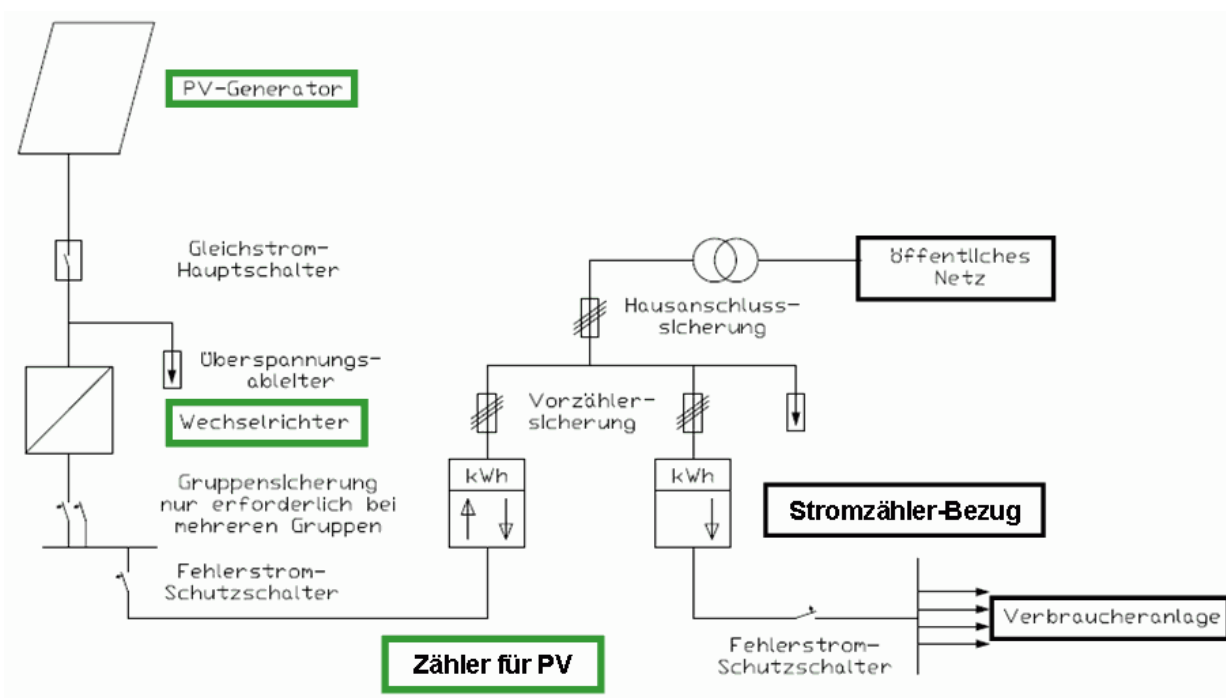 PV-Generator
Gleichstrom-
Hauptschalter
Überspannungs-
ableiter
Wechselrichter
Gruppensicherung
nur erforderlich bei
mehreren Gruppen
Fehlerstrom-
Schutzschalter
öffentliches
Netz
Hausanschluss-
sicherung
Vorzähler-
sicherung
kWh
kWh
Stromzähler-Bezug
Zähler für PV
Fehlerstrom-
Schutzschalter
Verbraucheranlage